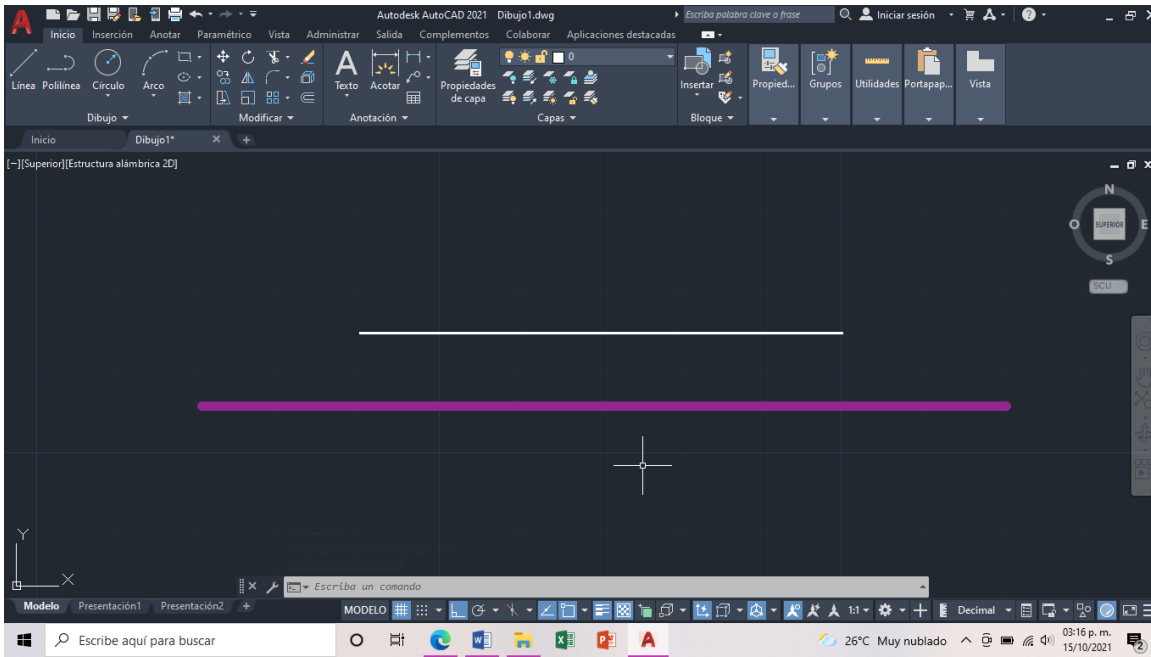 Autodesk AutoCAD 2021 Dibujo1.dwg
Escriba palabra clave o frase
Iniciar sesión
Inicio Inserción Anotar Paramétrico Vista Administrar Salida Complementos Colaborar Aplicaciones destacadas
0
Línea Polilínea Círculo Arco
Texto Acotar
Propiedades de capa
Insertar
Propied...
Grupos
Utilidades
Portapap...
Vista
Dibujo
Modificar
Anotación
Capas
Bloque
Inicio
Dibujo1*
[−][Superior][Estructura alámbrica 2D]
N
O
SUPERIOR
E
S
SCU
Y
X
Escriba un comando
Modelo Presentación1 Presentación2 +
MODELO
1:1
Decimal
Escribe aquí para buscar
26°C Muy nublado
03:16 p. m.
15/10/2021
2